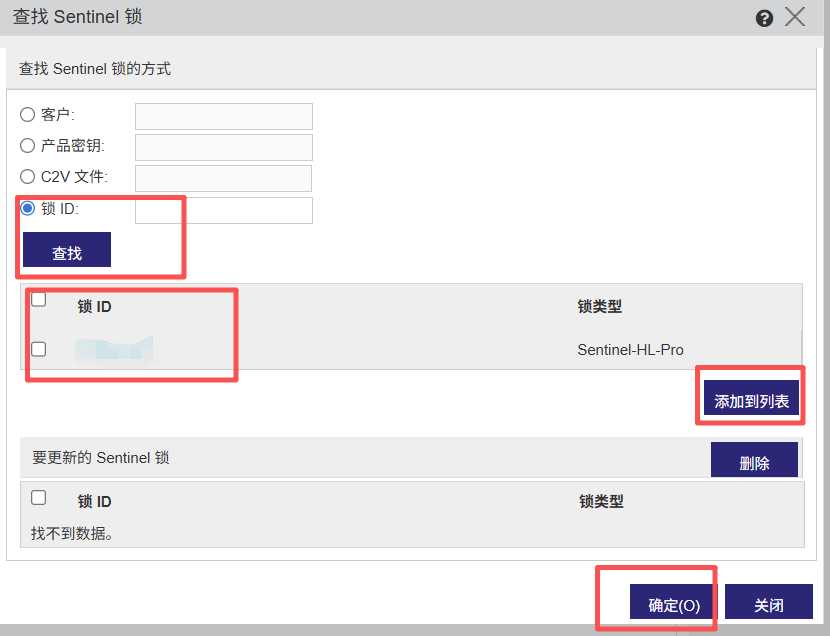 查找 Sentinel 锁
查找 Sentinel 锁的方式
客户:
产品密钥:
C2V 文件:
锁 ID:
查找
锁 ID 锁类型
Sentinel-HL-Pro
添加到列表
要更新的 Sentinel 锁 删除
锁 ID 锁类型
找不到数据。
确定(O) 关闭